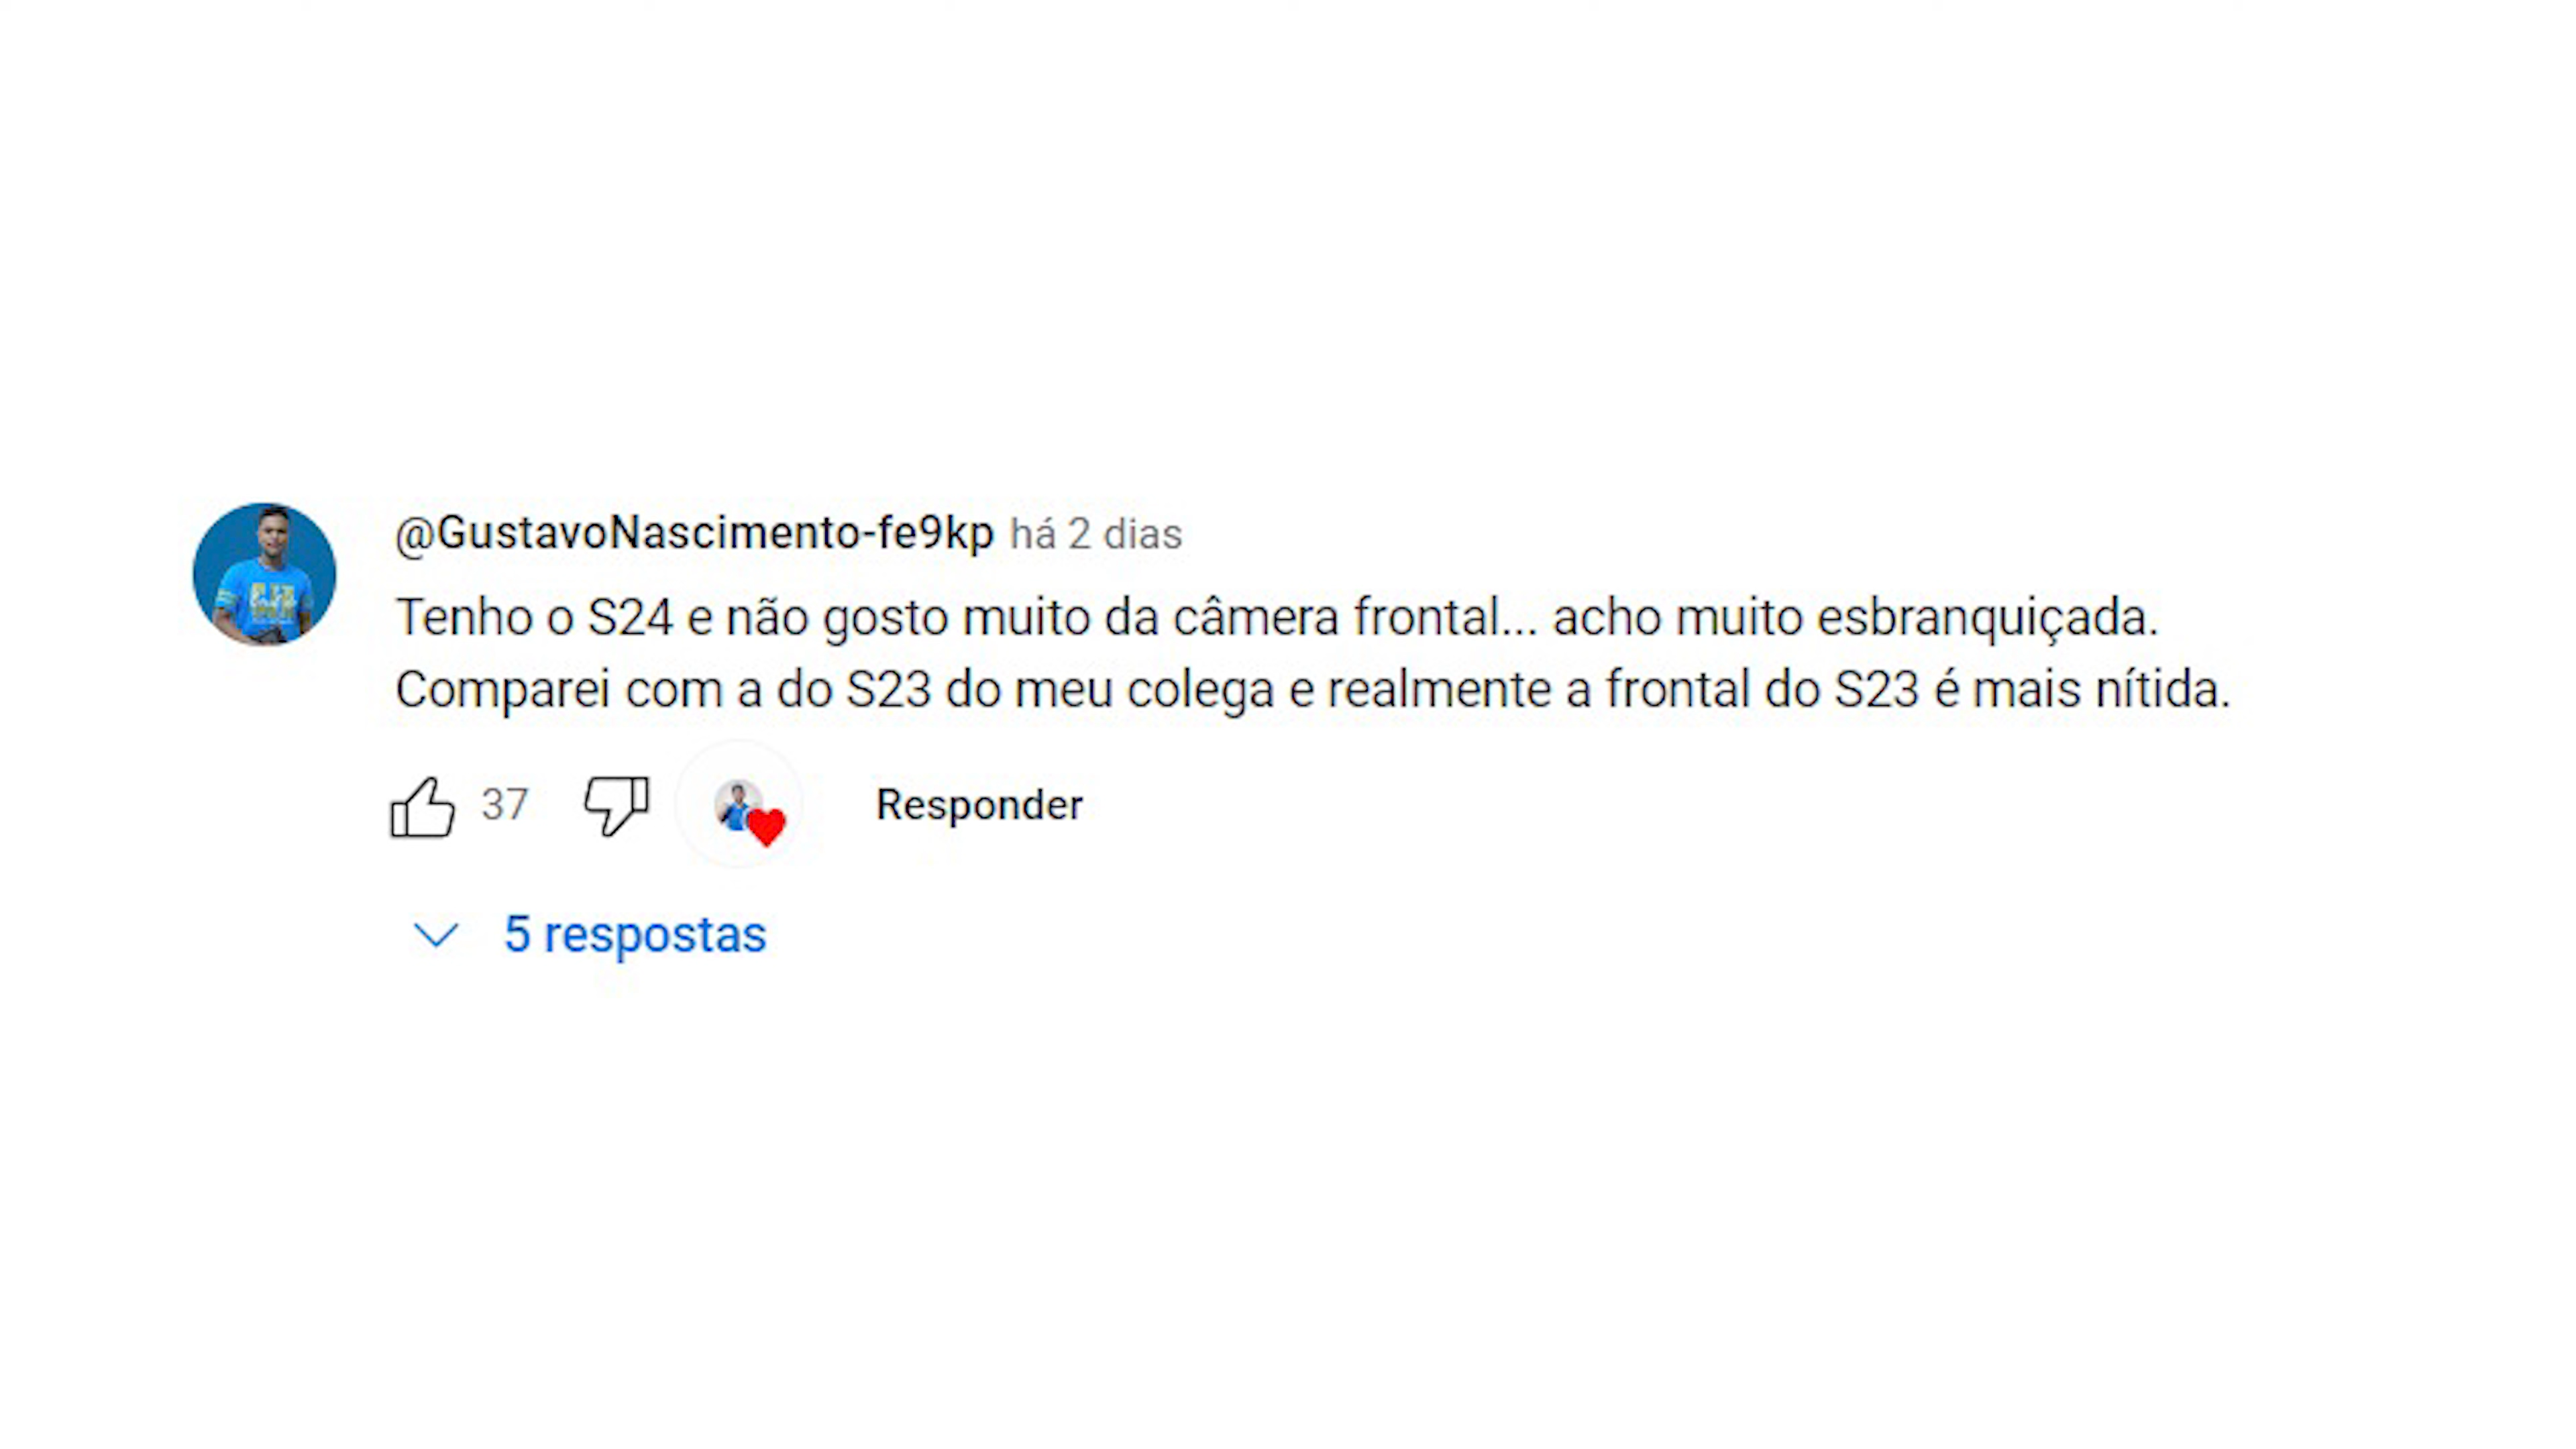 @GustavoNascimento-fe9kp há 2 dias
Tenho o S24 e não gosto muito da câmera frontal... acho muito esbranquiçada.
Comparei com a do S23 do meu colega e realmente a frontal do S23 é mais nítida.
37 Responder
5 respostas